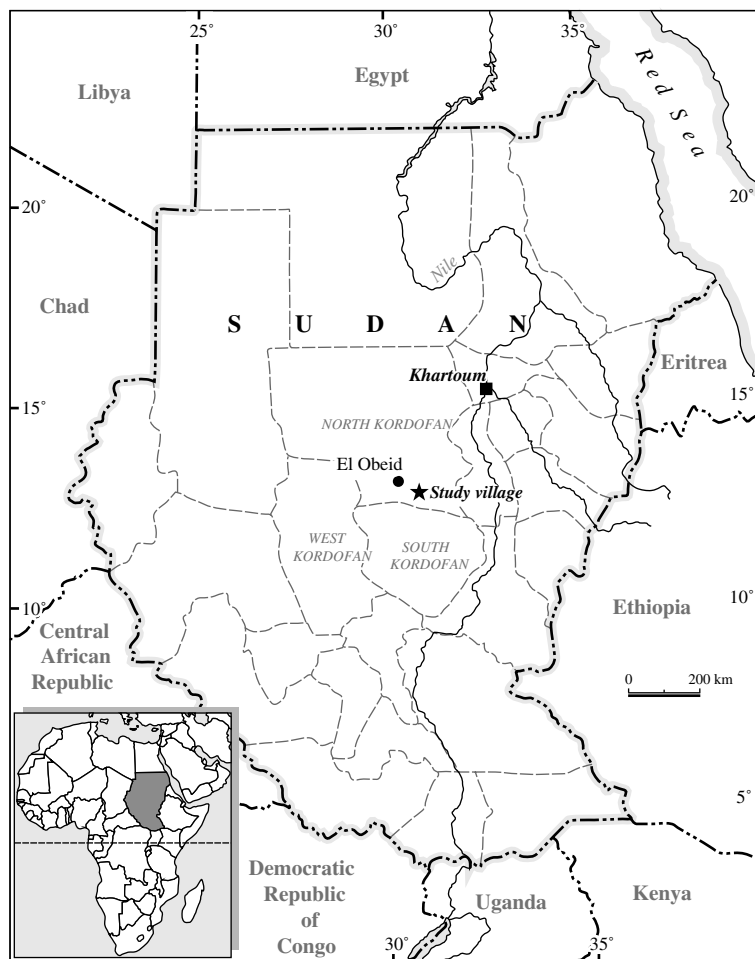 25°
30°
35°
Libya
Egypt
Red Sea
20°
20°
Nile
Chad
SUDAN
Eritrea
Khartoum
15°
15°
NORTH KORDOFAN
El Obeid
Study village
WEST
KORDOFAN
SOUTH
KORDOFAN
10°
10°
Central
African
Republic
Ethiopia
0
200 km
5°
Democratic
Republic
of
Congo
Uganda
Kenya
30°
35°